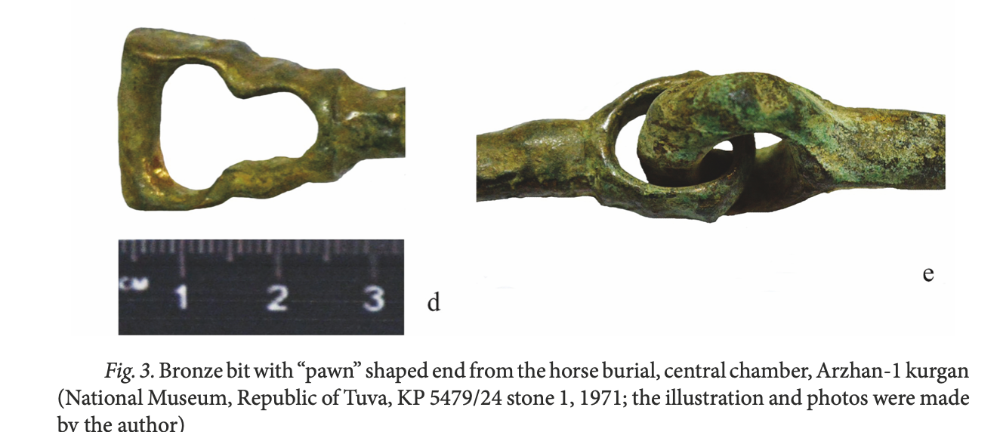 CM 1 2 3
d
e
Fig. 3. Bronze bit with “pawn” shaped end from the horse burial, central chamber, Arzhan-1 kurgan
(National Museum, Republic of Tuva, KP 5479/24 stone 1, 1971; the illustration and photos were made
by the author)